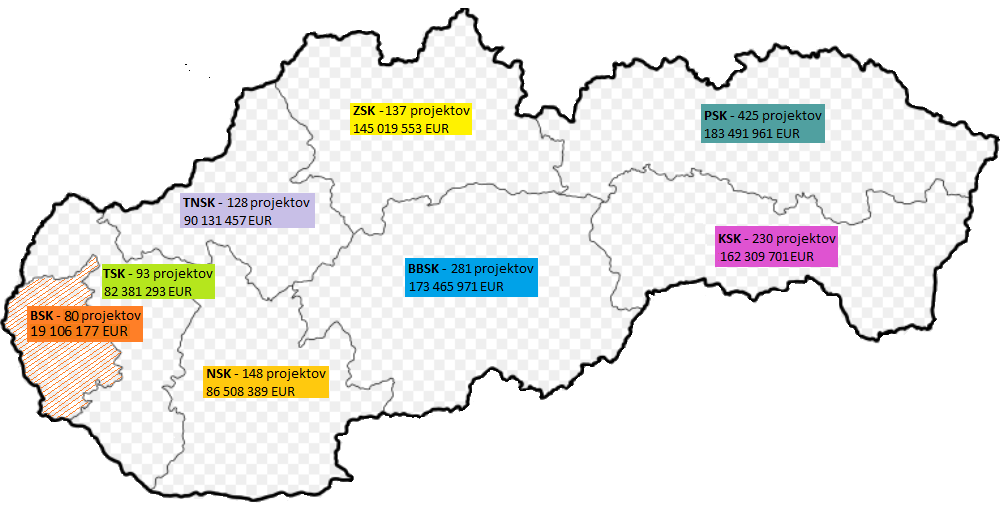 ZSK -137 projektov
145 019 553 EUR
PSK - 425 projektov
183 491 961 EUR
TNSK - 128 projektov
90 131 457 EUR
KSK - 230 projektov
162 309 701 EUR
TSK - 93 projektov
82 381 293 EUR
BBSK - 281 projektov
173 465 971 EUR
BSK - 80 projektov
19 106 177 EUR
NSK - 148 projektov
86 508 389 EUR